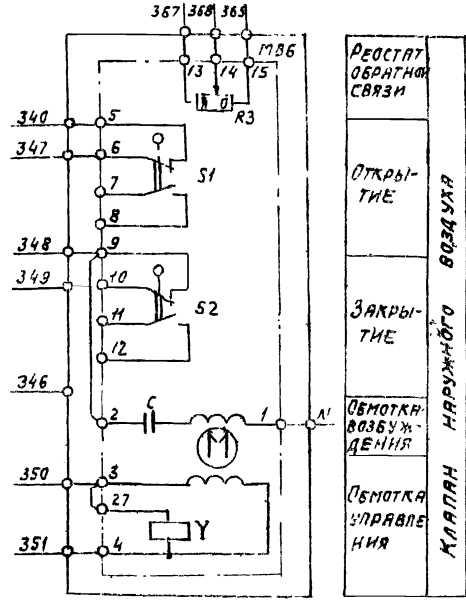 367 368 369
МВ6
13 14 15
R3
340 5
347 6
7 S1
8
348 9
349 10
11 S2
12
346
2 C 1 Л1
M
350 3
27
Y
351 4
РЕОСТАТ
ОБРАТНОЙ
СВЯЗИ
ОТКРЫ-
ТИЕ
ЗАКРЫ-
ТИЕ
ОБМОТКА
ВОЗБУЖ-
ДЕНИЯ
ОБМОТКА
УПРАВЛЕ
НИЯ
КЛАПАН НАРУЖНОГО ВОЗДУХА